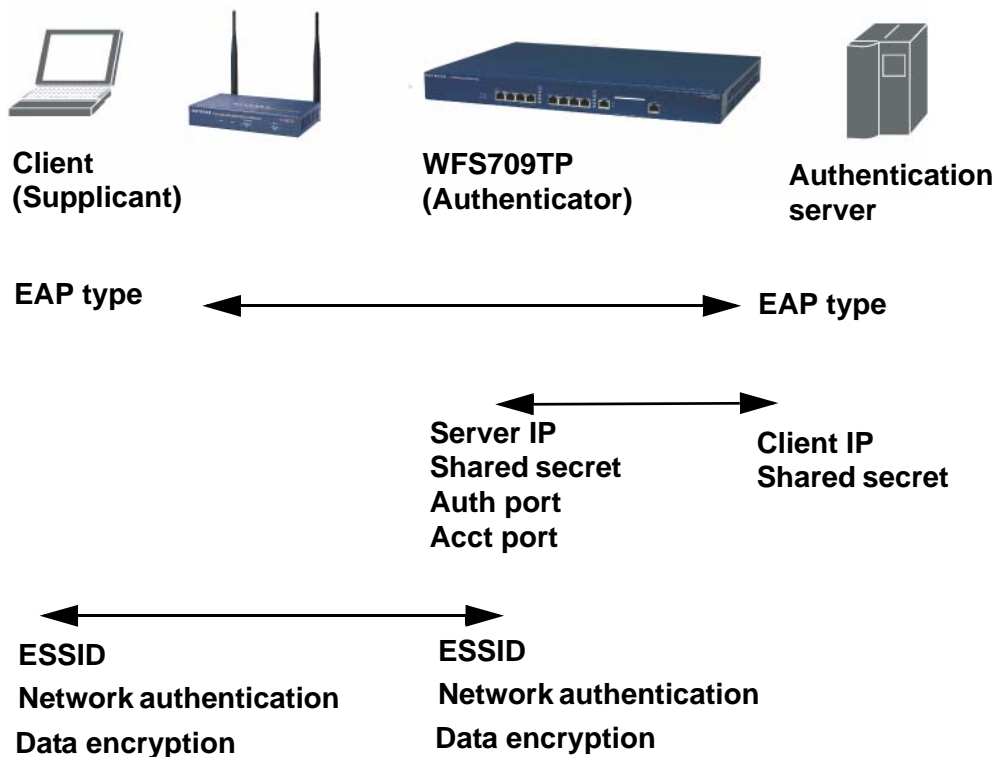 Client
(Supplicant)
WFS709TP
(Authenticator)
Authentication
server
EAP type
EAP type
Server IP
Shared secret
Auth port
Acct port
Client IP
Shared secret
ESSID
Network authentication
Data encryption
ESSID
Network authentication
Data encryption